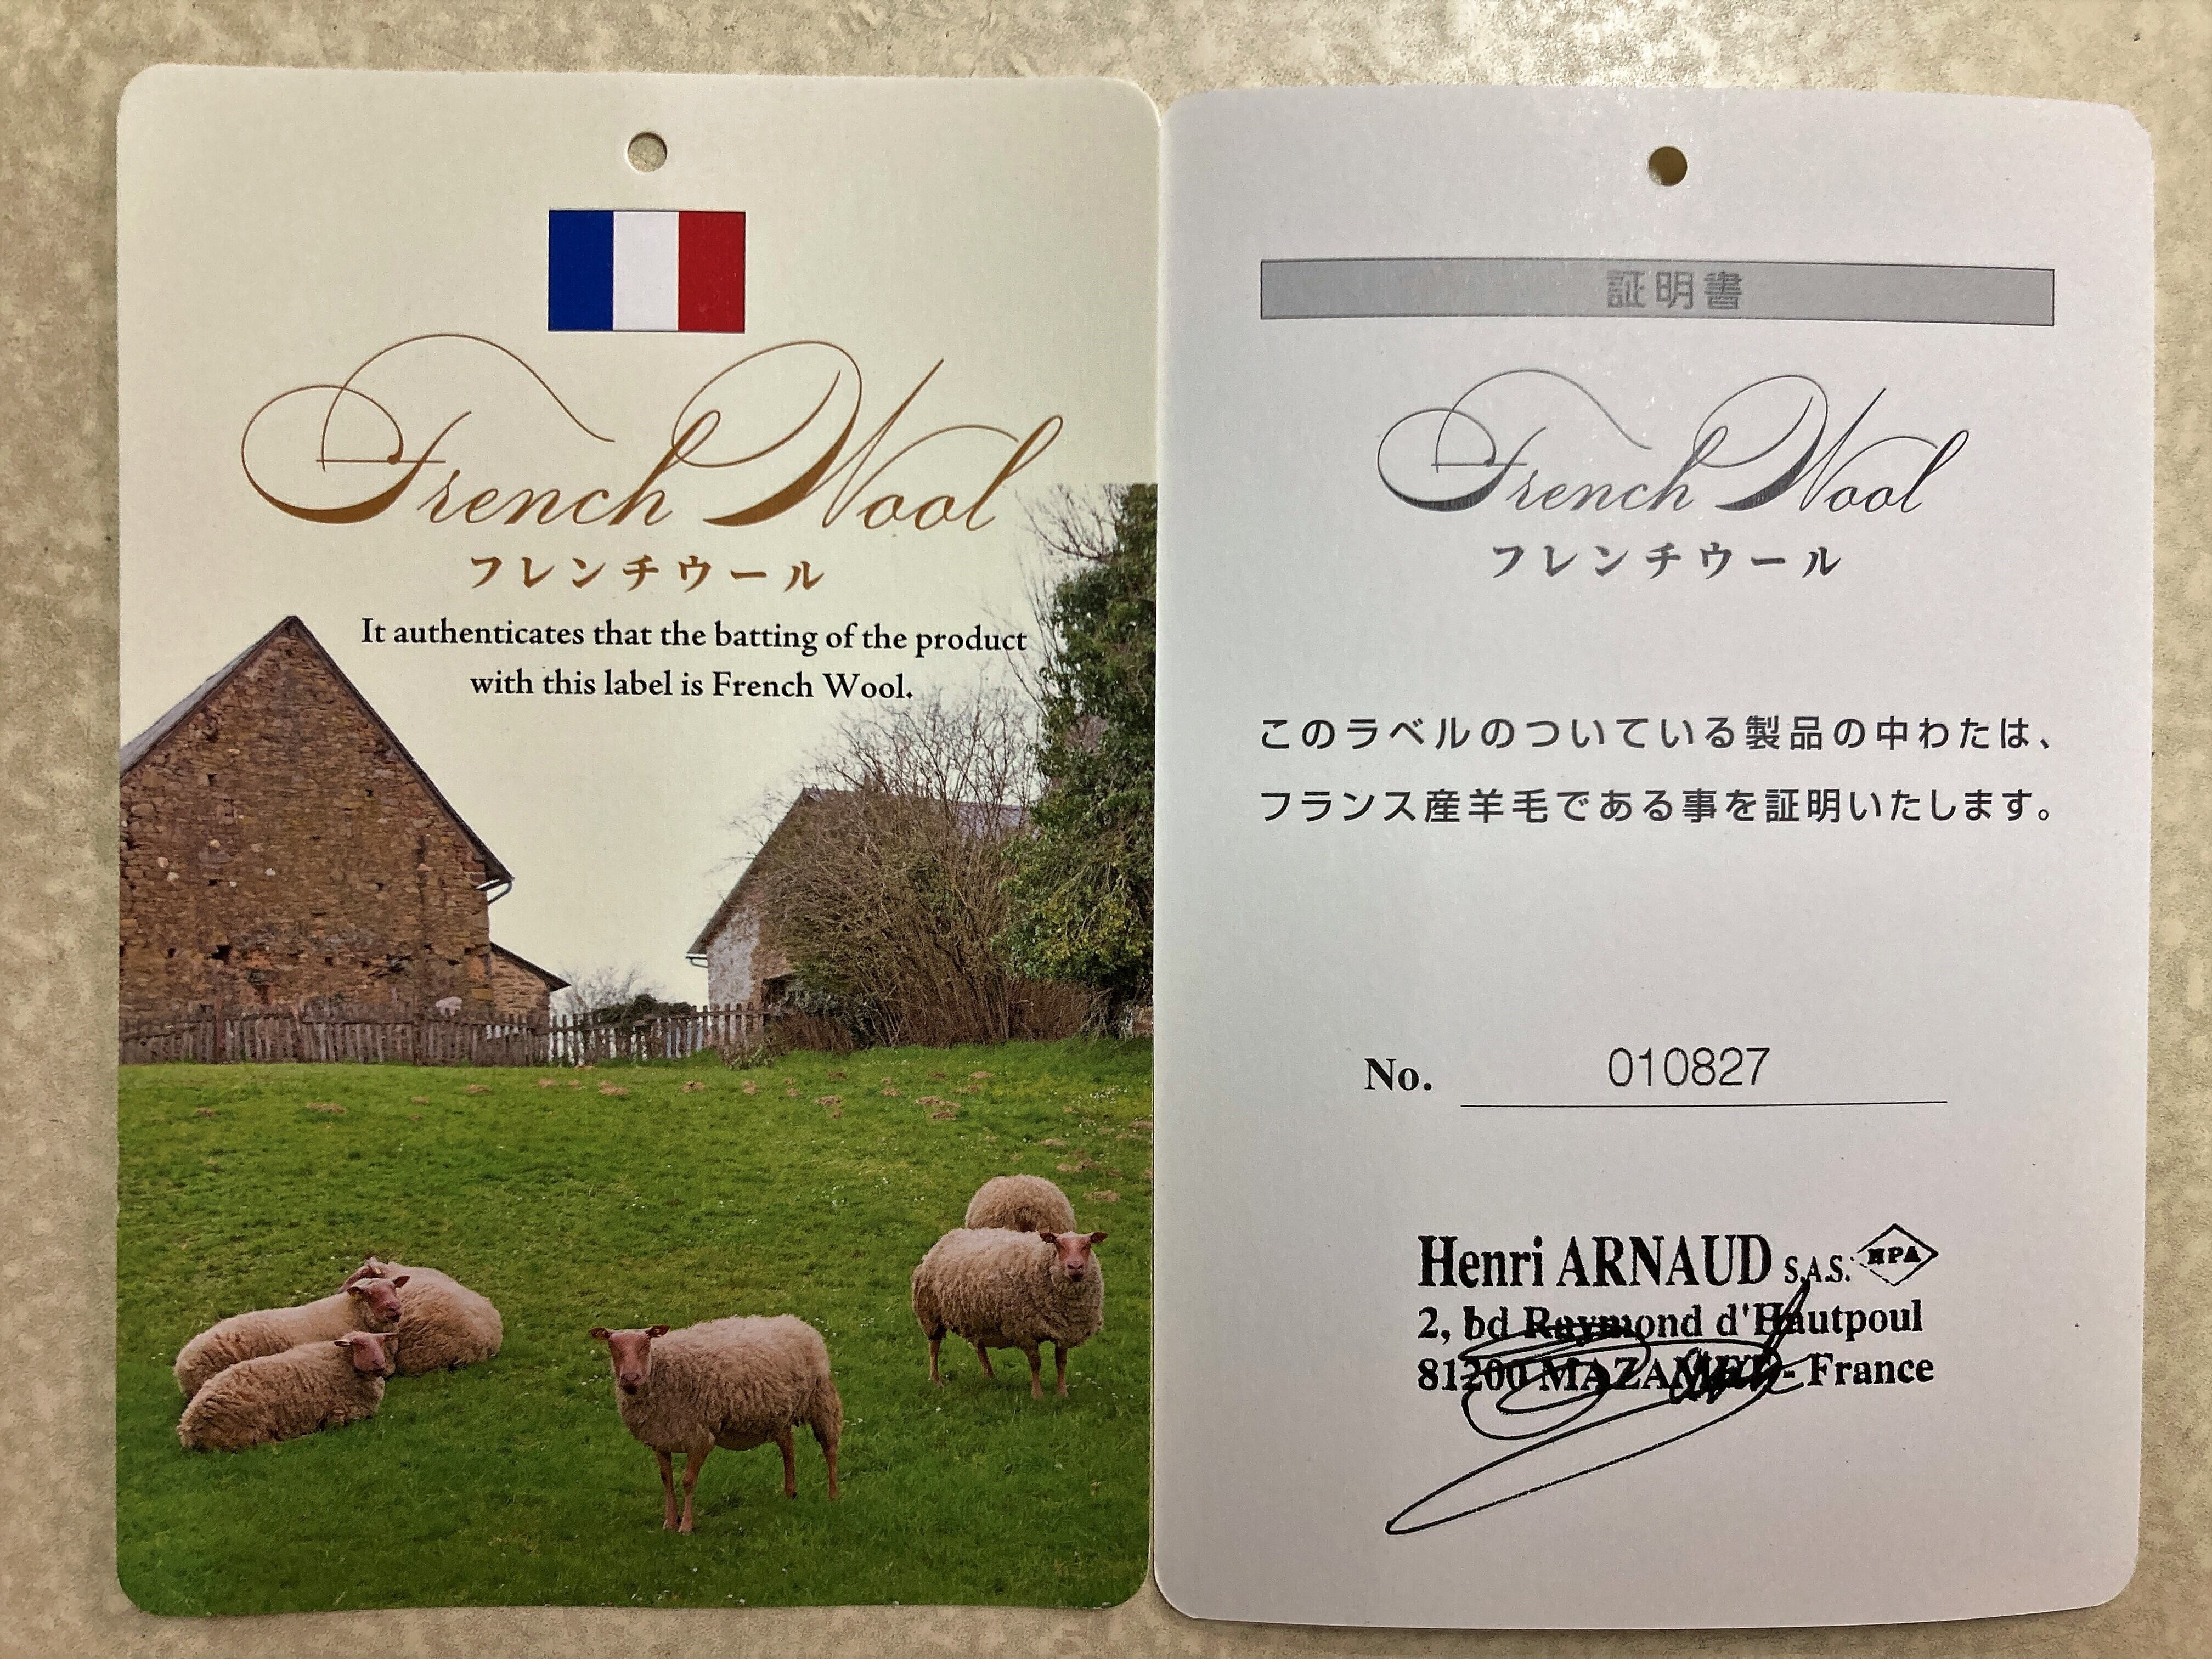 French Wool
フレンチウール
It authenticates that the batting of the product
with this label is French Wool.
証明書
French Wool
フレンチウール
このラベルのついている製品の中わたは、
フランス産羊毛である事を証明いたします。
No. 010827
Henri ARNAUD S.A.S. HPA
2, bd Raymond d'Hautpoul
81200 MAZAMET - France